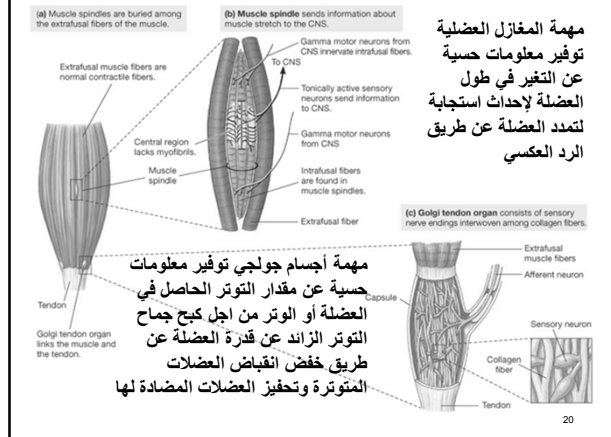 (a) Muscle spindles are buried among
the extrafusal fibers of the muscle.
Extrafusal muscle fibers are
normal contractile fibers.
Tendon
Golgi tendon organ
links the muscle and
the tendon.
(b) Muscle spindle sends information about
muscle stretch to the CNS.
Gamma motor neurons from
CNS innervate intrafusal fibers.
To CNS
Tonically active sensory
neurons send information
to CNS.
Central region
lacks myofibrils.
Gamma motor neurons
from CNS
Muscle
spindle
Intrafusal fibers
are found in
muscle spindles.
Extrafusal fiber
مهمة المغازل العضلية
توفير معلومات حسية
عن التغير في طول
العضلة لإحداث استجابة
لتمدد العضلة عن طريق
الرد العكسي
(c) Golgi tendon organ consists of sensory
nerve endings interwoven among collagen fibers.
Extrafusal
muscle fibers
Afferent neuron
Capsule
Sensory neuron
Collagen
fiber
Tendon
مهمة أجسام جولجي توفير معلومات
حسية عن مقدار التوتر الحاصل في
العضلة أو الوتر من اجل كبح جماح
التوتر الزائد عن قدرة العضلة عن
طريق خفض انقباض العضلات
المتوترة وتحفيز العضلات المضادة لها
20